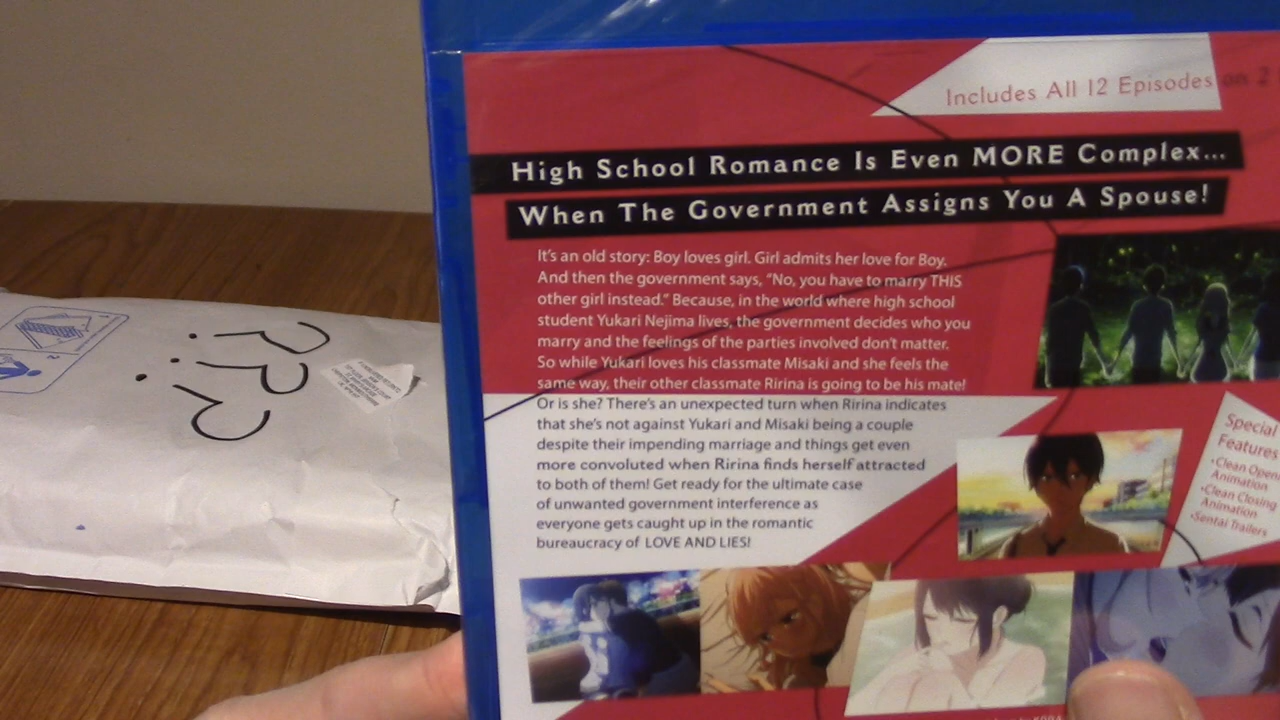 Includes All 12 Episodes on 2
High School Romance Is Even MORE Complex...
When The Government Assigns You A Spouse!
It's an old story: Boy loves girl. Girl admits her love for Boy.
And then the government says, "No, you have to marry THIS
other girl instead." Because, in the world where high school
student Yukari Nejima lives, the government decides who you
marry and the feelings of the parties involved don't matter.
So while Yukari loves his classmate Misaki and she feels the
same way, their other classmate Ririna is going to be his mate!
Or is she? There's an unexpected turn when Ririna indicates
that she's not against Yukari and Misaki being a couple
despite their impending marriage and things get even
more convoluted when Ririna finds herself attracted
to both of them! Get ready for the ultimate case
of unwanted government interference as
everyone gets caught up in the romantic
bureaucracy of LOVE AND LIES!
Special
Features
•Clean Open
Animation
•Clean Closing
Animation
•Sentai Trailers
1
2